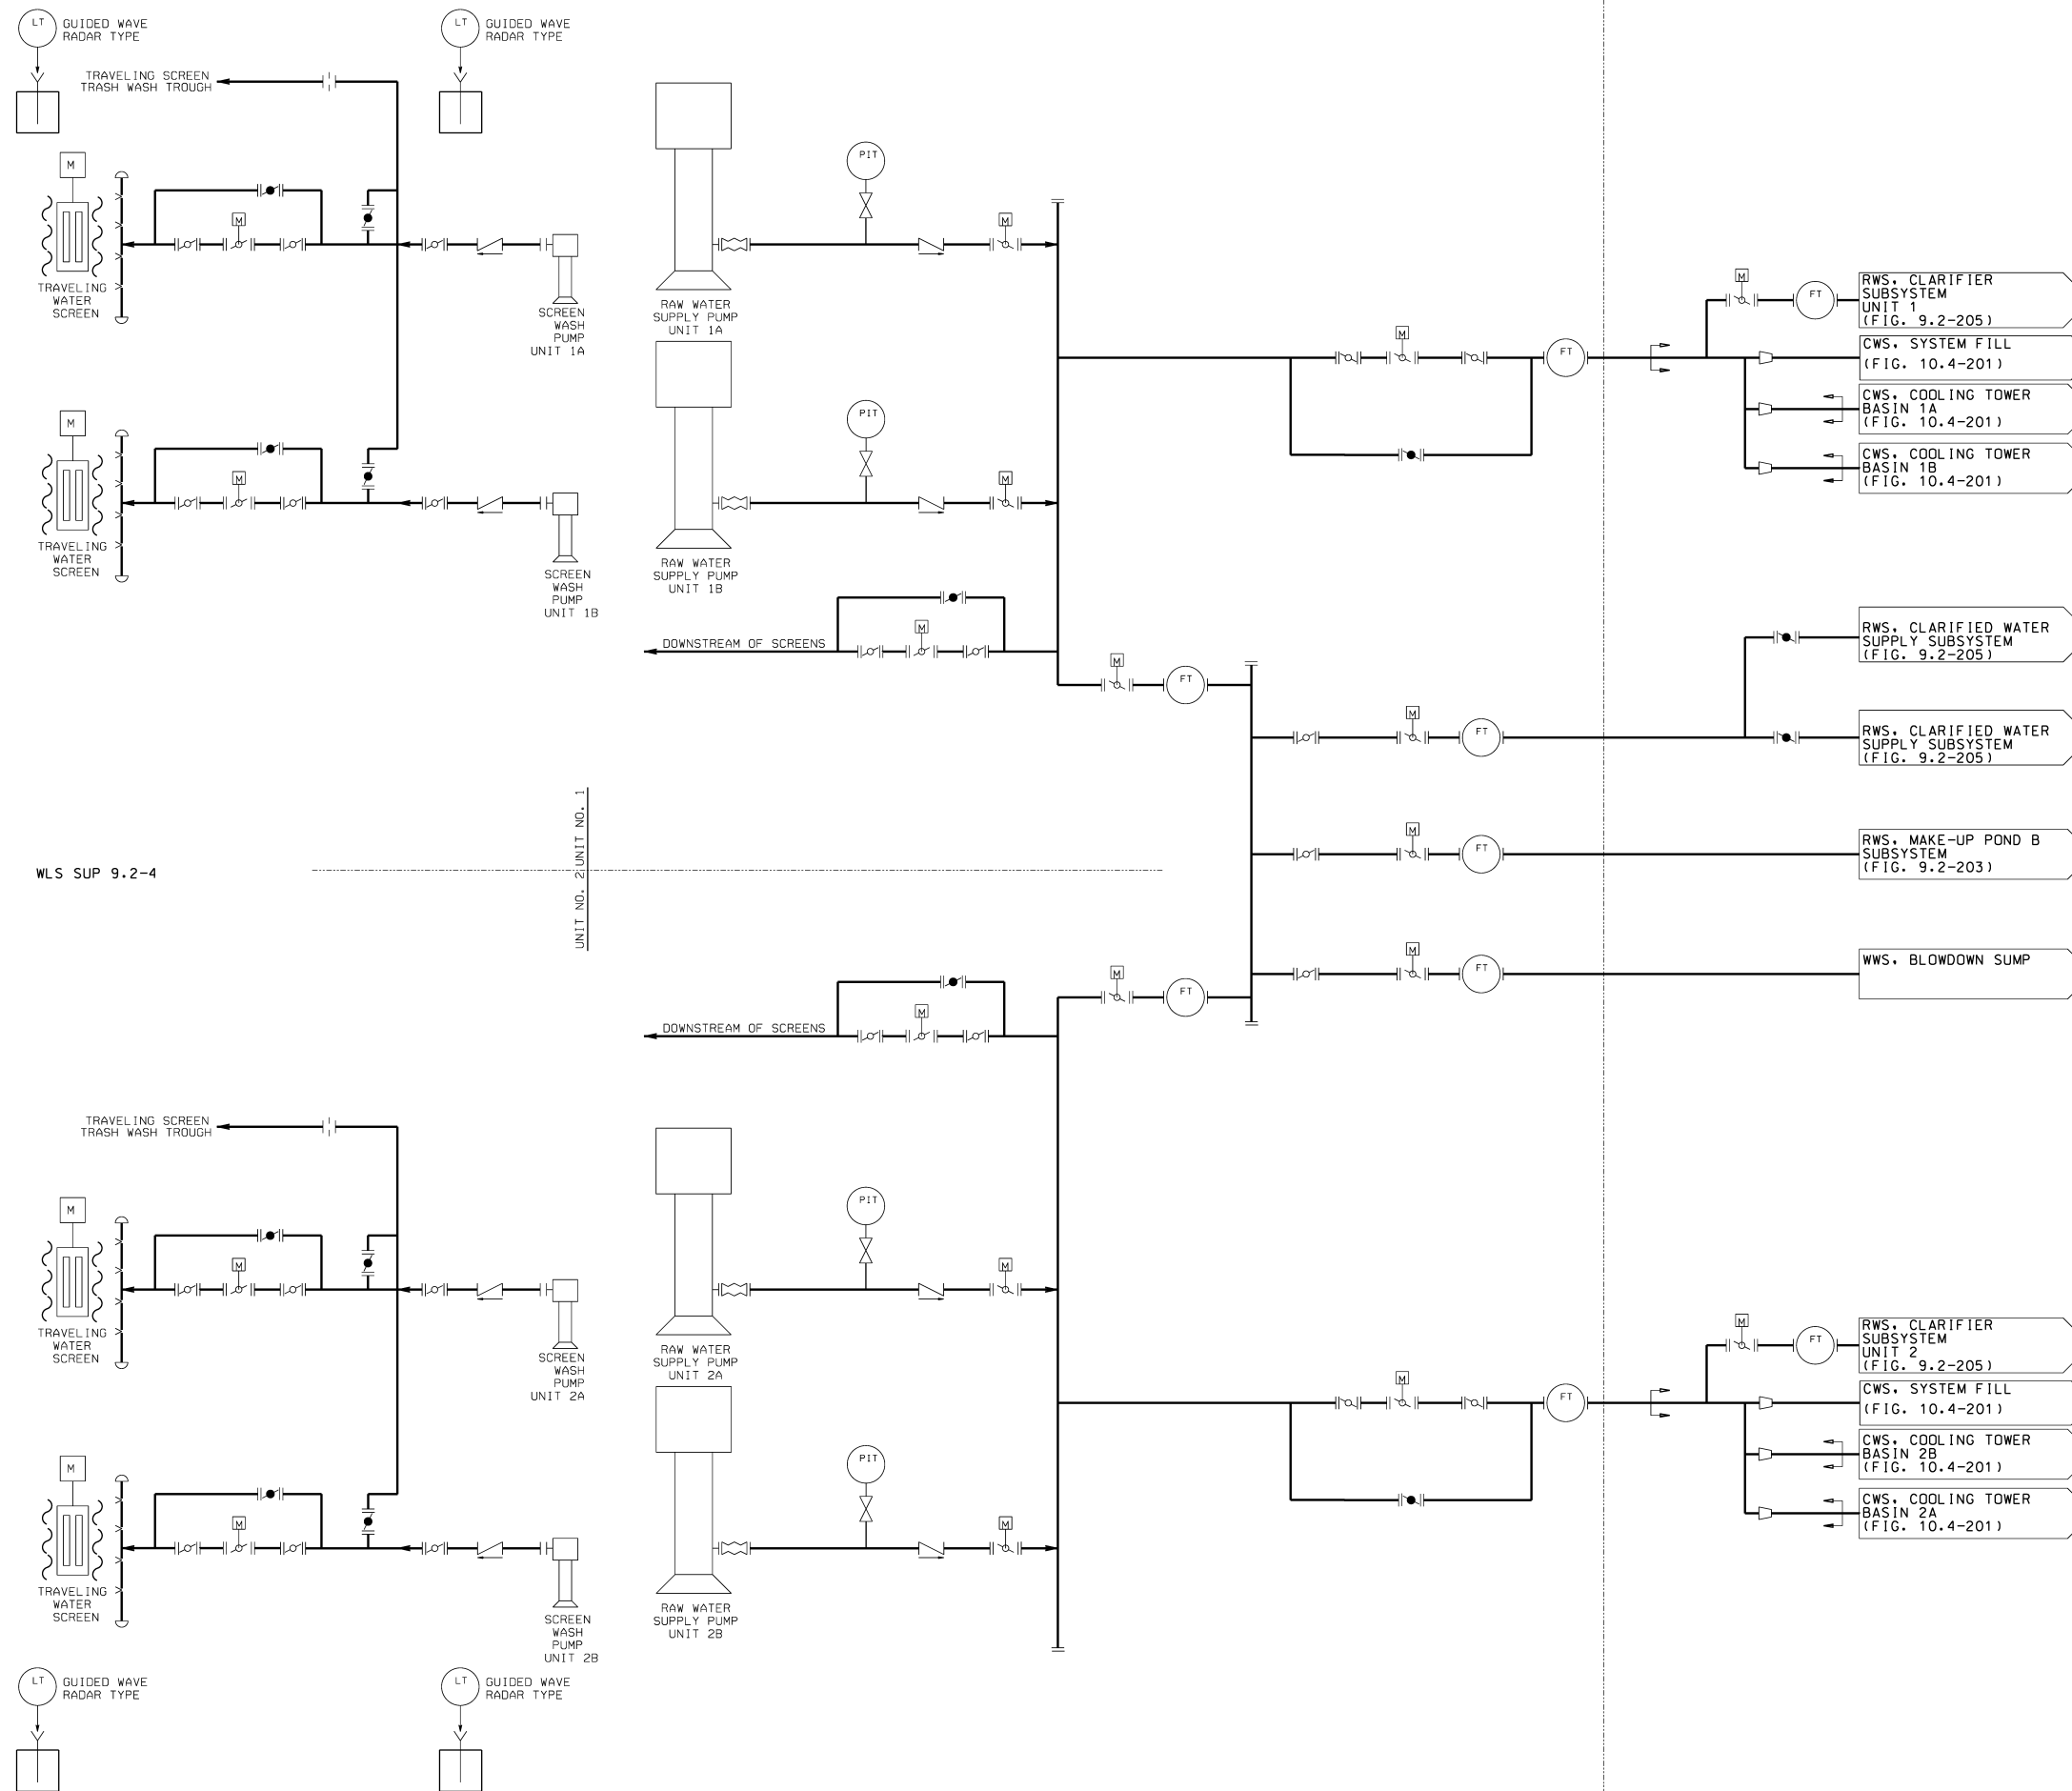 LT
GUIDED WAVE
RADAR TYPE
LT
GUIDED WAVE
RADAR TYPE
TRAVELING SCREEN
TRASH WASH TROUGH
M
M
TRAVELING
WATER
SCREEN
SCREEN
WASH
PUMP
UNIT 1A
RAW WATER
SUPPLY PUMP
UNIT 1A
PIT
M
M
FT
M
FT
RWS, CLARIFIER
SUBSYSTEM
UNIT 1
(FIG. 9.2-205)
CWS, SYSTEM FILL
(FIG. 10.4-201)
CWS, COOLING TOWER
BASIN 1A
(FIG. 10.4-201)
CWS, COOLING TOWER
BASIN 1B
(FIG. 10.4-201)
M
M
TRAVELING
WATER
SCREEN
SCREEN
WASH
PUMP
UNIT 1B
RAW WATER
SUPPLY PUMP
UNIT 1B
PIT
M
DOWNSTREAM OF SCREENS
M
M
FT
RWS, CLARIFIED WATER
SUPPLY SUBSYSTEM
(FIG. 9.2-205)
M
FT
RWS, CLARIFIED WATER
SUPPLY SUBSYSTEM
(FIG. 9.2-205)
WLS SUP 9.2-4
UNIT NO. 2
UNIT NO. 1
M
FT
RWS, MAKE-UP POND B
SUBSYSTEM
(FIG. 9.2-203)
M
FT
WWS, BLOWDOWN SUMP
DOWNSTREAM OF SCREENS
M
M
FT
TRAVELING SCREEN
TRASH WASH TROUGH
M
M
TRAVELING
WATER
SCREEN
SCREEN
WASH
PUMP
UNIT 2A
RAW WATER
SUPPLY PUMP
UNIT 2A
PIT
M
M
FT
M
FT
RWS, CLARIFIER
SUBSYSTEM
UNIT 2
(FIG. 9.2-205)
CWS, SYSTEM FILL
(FIG. 10.4-201)
CWS, COOLING TOWER
BASIN 2B
(FIG. 10.4-201)
CWS, COOLING TOWER
BASIN 2A
(FIG. 10.4-201)
M
M
TRAVELING
WATER
SCREEN
SCREEN
WASH
PUMP
UNIT 2B
RAW WATER
SUPPLY PUMP
UNIT 2B
PIT
M
LT
GUIDED WAVE
RADAR TYPE
LT
GUIDED WAVE
RADAR TYPE